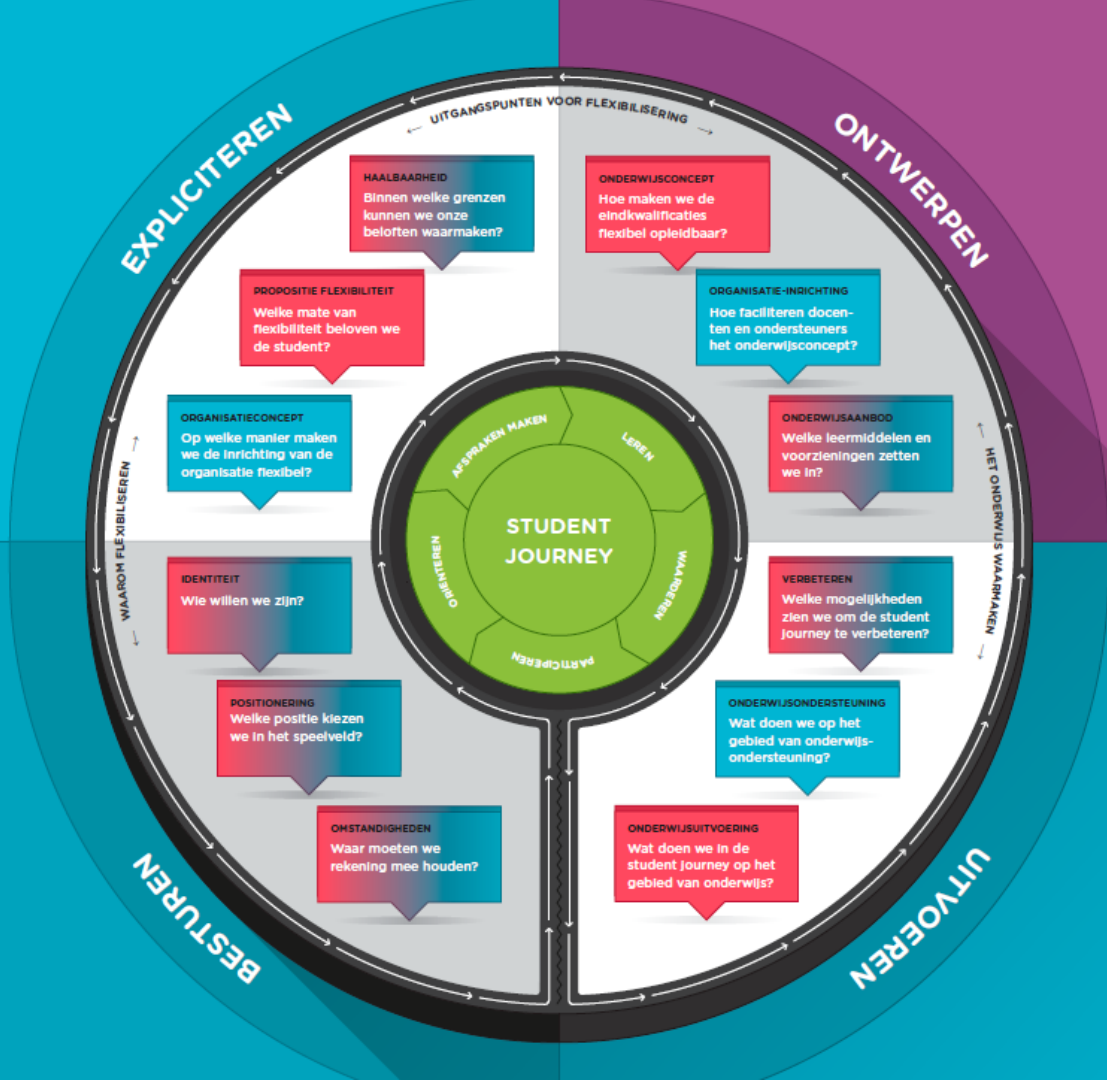 EXPLICITEREN
ONTWERPEN
← UITGANGSPUNTEN VOOR FLEXIBILISERING →
HAALBAARHEID
Binnen welke grenzen
kunnen we onze
beloften waarmaken?
ONDERWIJSCONCEPT
Hoe maken we de
eindkwalificaties
flexibel opleidbaar?
PROPOSITIE FLEXIBILITEIT
Welke mate van
flexibiliteit beloven we
de student?
ORGANISATIE-INRICHTING
Hoe faciliteren docen-
ten en ondersteuners
het onderwijsconcept?
ORGANISATIECONCEPT
Op welke manier maken
we de inrichting van de
organisatie flexibel?
ONDERWIJSAANBOD
Welke leermiddelen en
voorzieningen zetten
we in?
← WAAROM FLEXIBILISEREN →
← HET ONDERWIJS WAARMAKEN →
AFSPRAKEN MAKEN
LEREN
WAARDEREN
PARTICIPEREN
ORIËNTEREN
STUDENT
JOURNEY
IDENTITEIT
Wie willen we zijn?
VERBETEREN
Welke mogelijkheden
zien we om de student
journey te verbeteren?
POSITIONERING
Welke positie kiezen
we in het speelveld?
ONDERWIJSONDERSTEUNING
Wat doen we op het
gebied van onderwijs-
ondersteuning?
OMSTANDIGHEDEN
Waar moeten we
rekening mee houden?
ONDERWIJSUITVOERING
Wat doen we in de
student journey op het
gebied van onderwijs?
BESTUREN
UITVOEREN